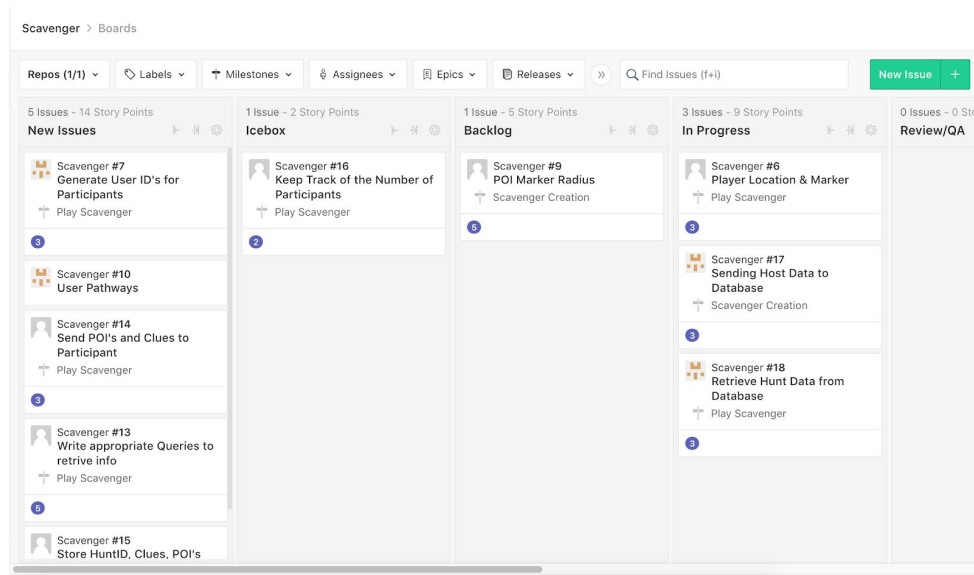 Scavenger > Boards
Repos (1/1) Labels Milestones Assignees Epics Releases » Find Issues (f+i) New Issue +
5 Issues - 14 Story Points
New Issues
Scavenger #7
Generate User ID's for
Participants
Play Scavenger
3
Scavenger #10
User Pathways
Scavenger #14
Send POI's and Clues to
Participant
Play Scavenger
3
Scavenger #13
Write appropriate Queries to
retrive info
Play Scavenger
5
Scavenger #15
Store HuntID, Clues, POI's
1 Issue - 2 Story Points
Icebox
Scavenger #16
Keep Track of the Number of
Participants
Play Scavenger
2
1 Issue - 5 Story Points
Backlog
Scavenger #9
POI Marker Radius
Scavenger Creation
5
3 Issues - 9 Story Points
In Progress
Scavenger #6
Player Location & Marker
Play Scavenger
3
Scavenger #17
Sending Host Data to
Database
Scavenger Creation
3
Scavenger #18
Retrieve Hunt Data from
Database
Play Scavenger
3
0 Issues - 0 Sto
Review/QA